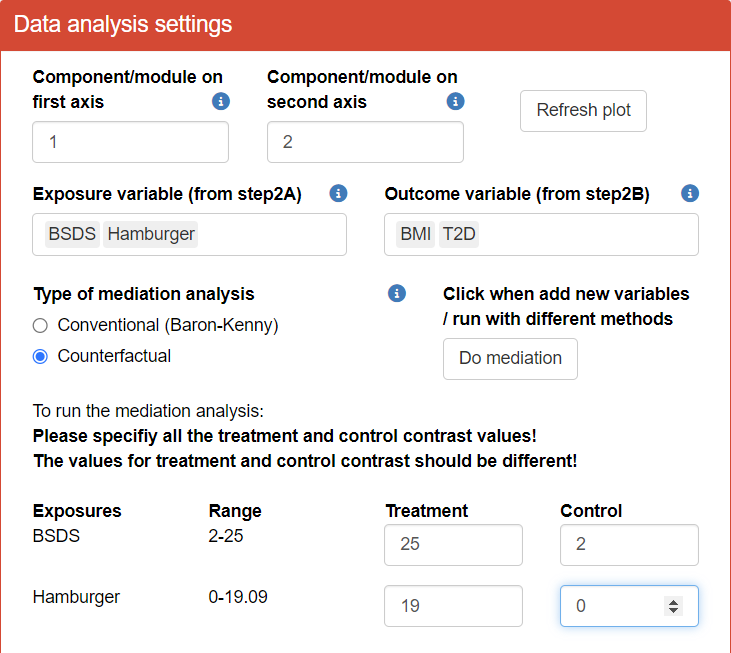 Data analysis settings
Component/module on first axis
Component/module on second axis
Refresh plot
1
2
Exposure variable (from step2A)
Outcome variable (from step2B)
BSDS Hamburger
BMI T2D
Type of mediation analysis
Conventional (Baron-Kenny)
Counterfactual
Click when add new variables
/ run with different methods
Do mediation
To run the mediation analysis:
Please specifiy all the treatment and control contrast values!
The values for treatment and control contrast should be different!
Exposures Range Treatment Control
BSDS 2-25 25 2
Hamburger 0-19.09 19 0